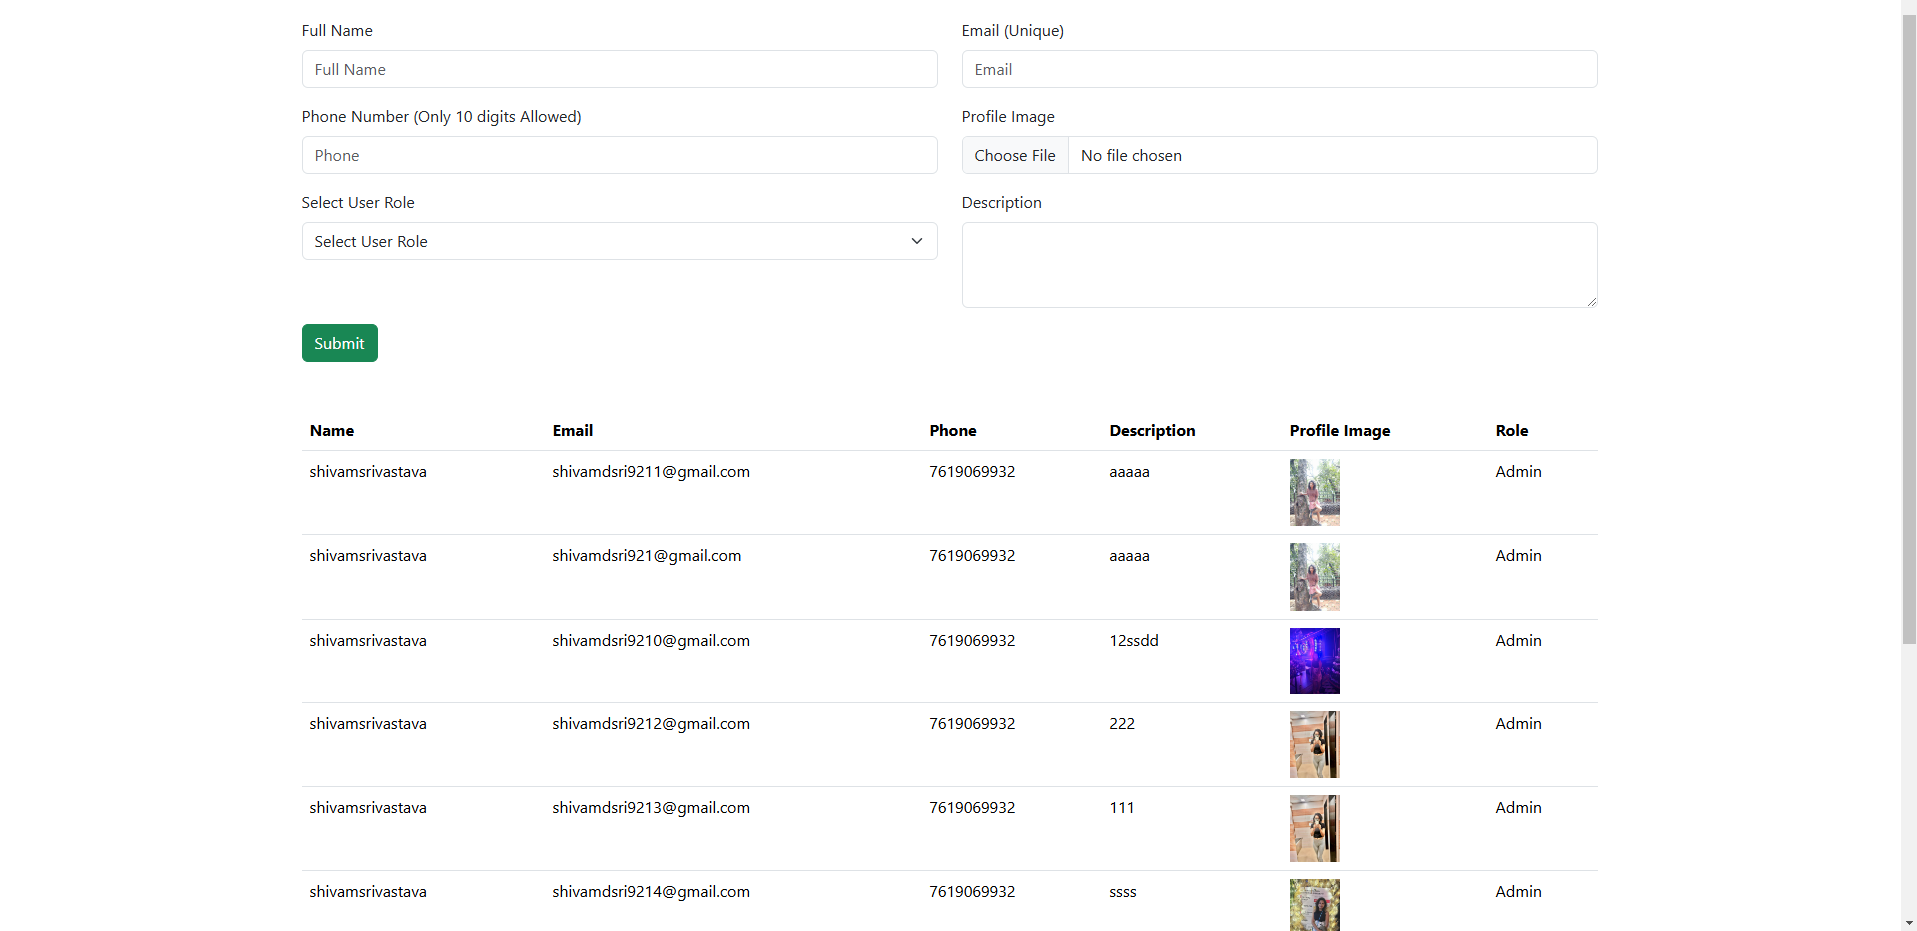 Full Name Email (Unique)
Full Name Email
Phone Number (Only 10 digits Allowed) Profile Image
Phone Choose File No file chosen
Select User Role Description
Select User Role
Submit
Name Email Phone Description Profile Image Role
shivamsrivastava shivamdsri9211@gmail.com 7619069932 aaaaa Admin
shivamsrivastava shivamdsri921@gmail.com 7619069932 aaaaa Admin
shivamsrivastava shivamdsri9210@gmail.com 7619069932 12ssdd Admin
shivamsrivastava shivamdsri9212@gmail.com 7619069932 222 Admin
shivamsrivastava shivamdsri9213@gmail.com 7619069932 111 Admin
shivamsrivastava shivamdsri9214@gmail.com 7619069932 ssss Admin